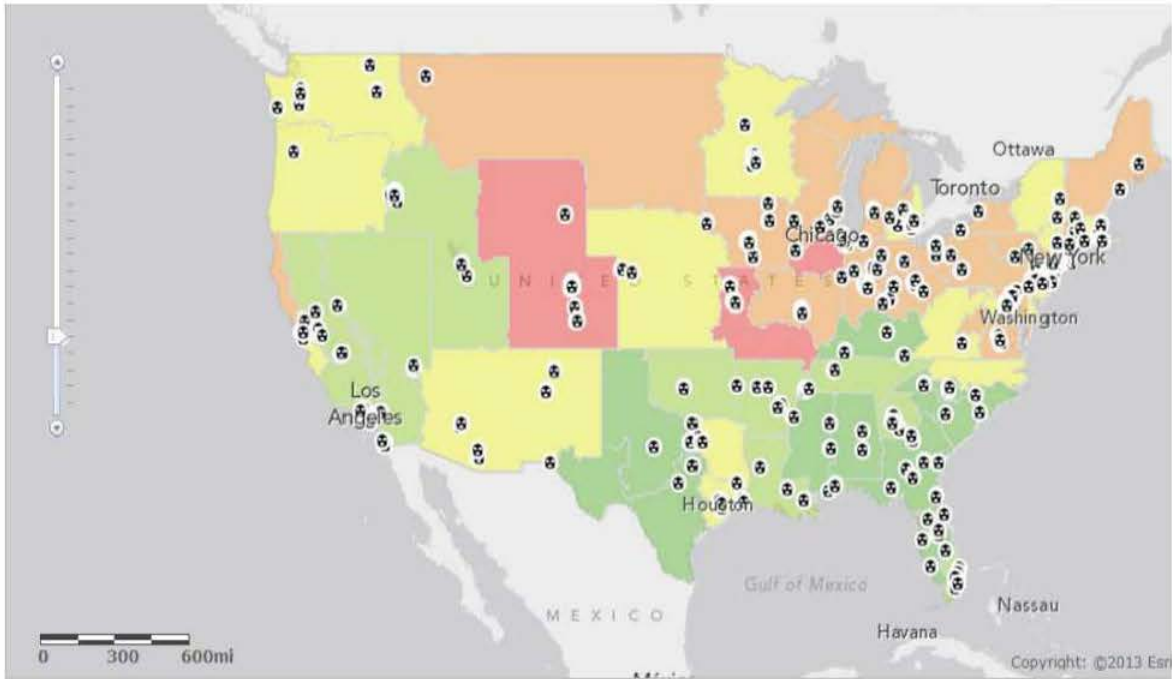 Ottawa
Toronto
Chicago
New York
UNITED STATES
Washington
Los
Angeles
Houston
Gulf of Mexico
MEXICO
Nassau
Havana
0 300 600mi
Copyright: ©2013 Esri